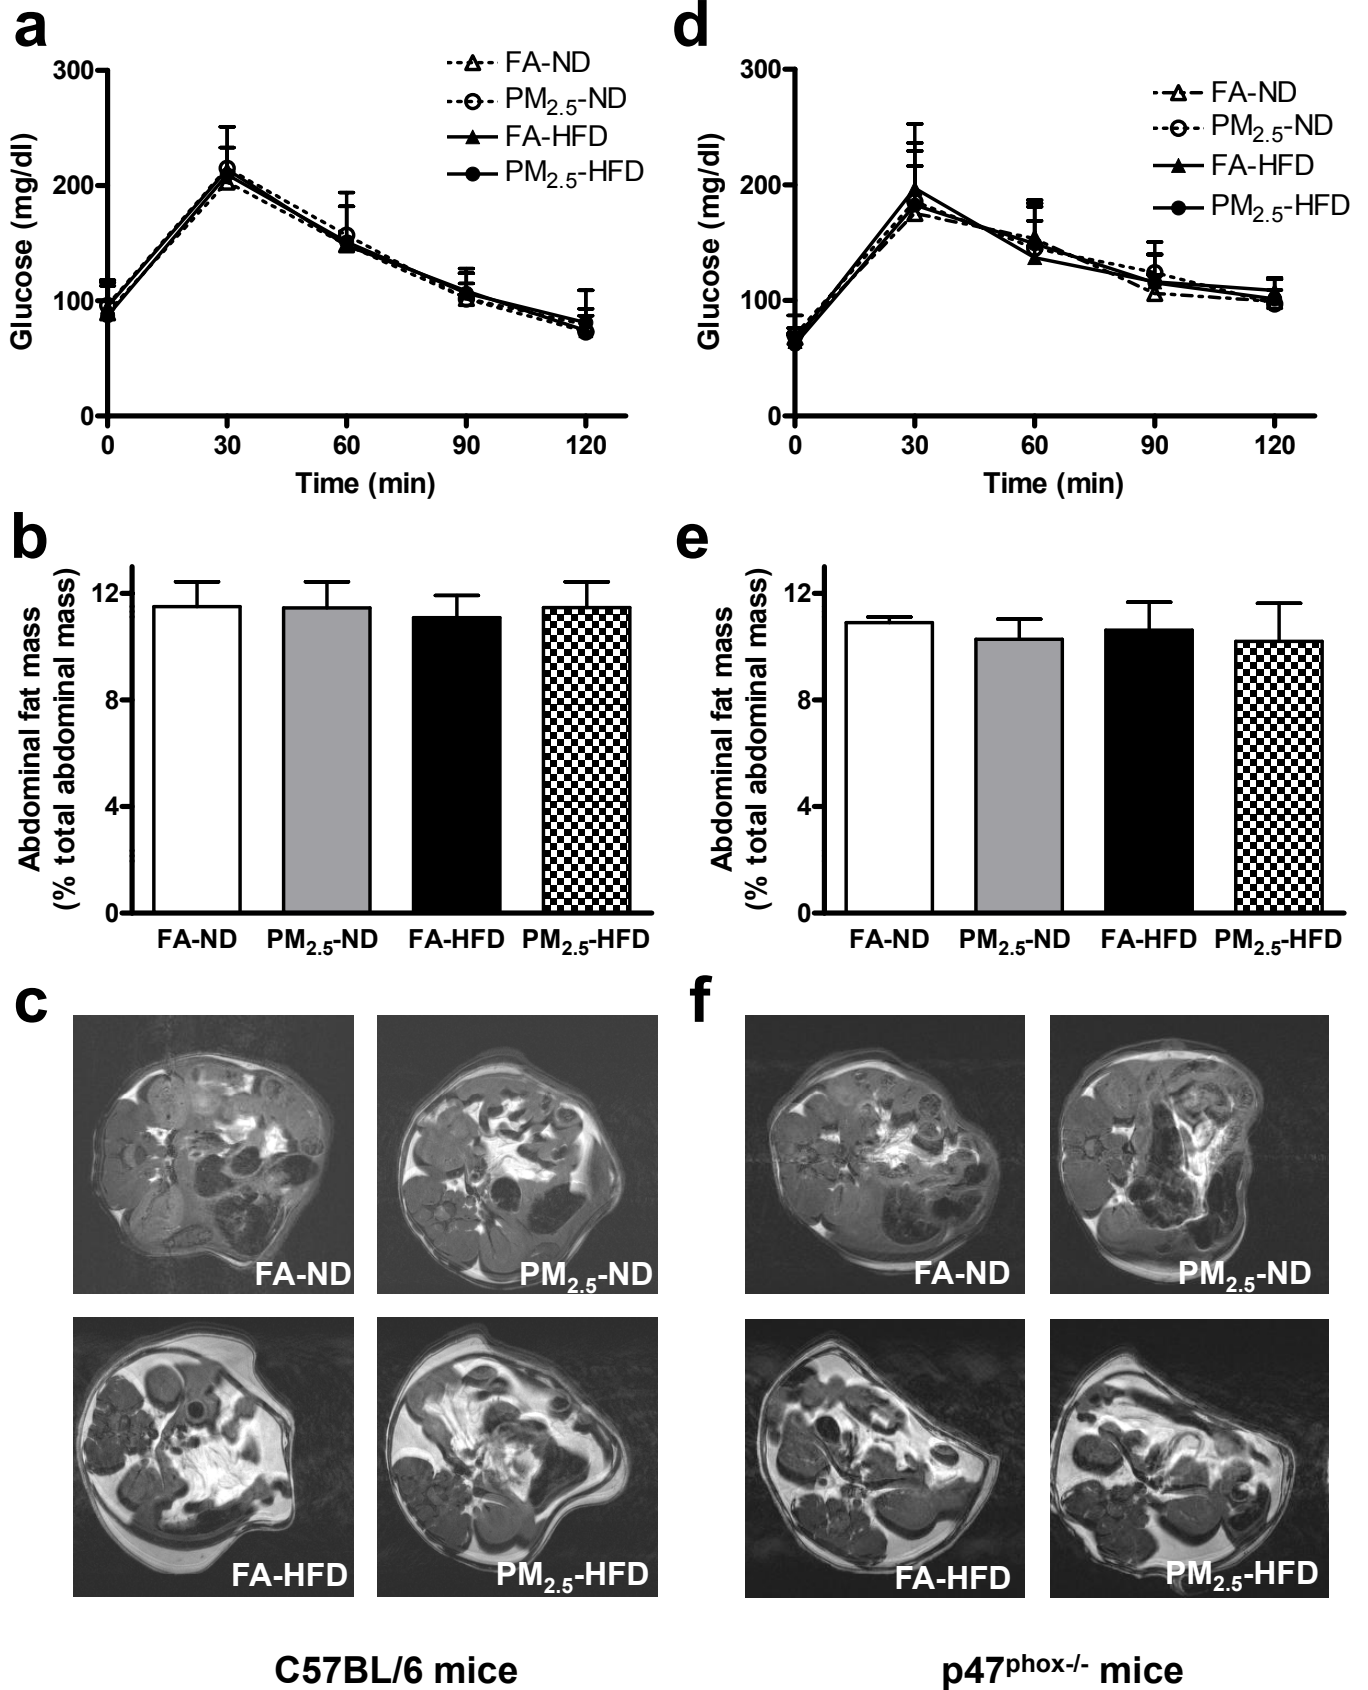 a
FA-ND
PM2.5-ND
FA-HFD
PM2.5-HFD
Glucose (mg/dl)
300
200
100
0
0 30 60 90 120
Time (min)
d
FA-ND
PM2.5-ND
FA-HFD
PM2.5-HFD
Glucose (mg/dl)
300
200
100
0
0 30 60 90 120
Time (min)
b
Abdominal fat mass
(% total abdominal mass)
12
8
4
0
FA-ND PM2.5-ND FA-HFD PM2.5-HFD
e
Abdominal fat mass
(% total abdominal mass)
12
8
4
0
FA-ND PM2.5-ND FA-HFD PM2.5-HFD
c
FA-ND
PM2.5-ND
FA-HFD
PM2.5-HFD
f
FA-ND
PM2.5-ND
FA-HFD
PM2.5-HFD
C57BL/6 mice
p47phox-/- mice